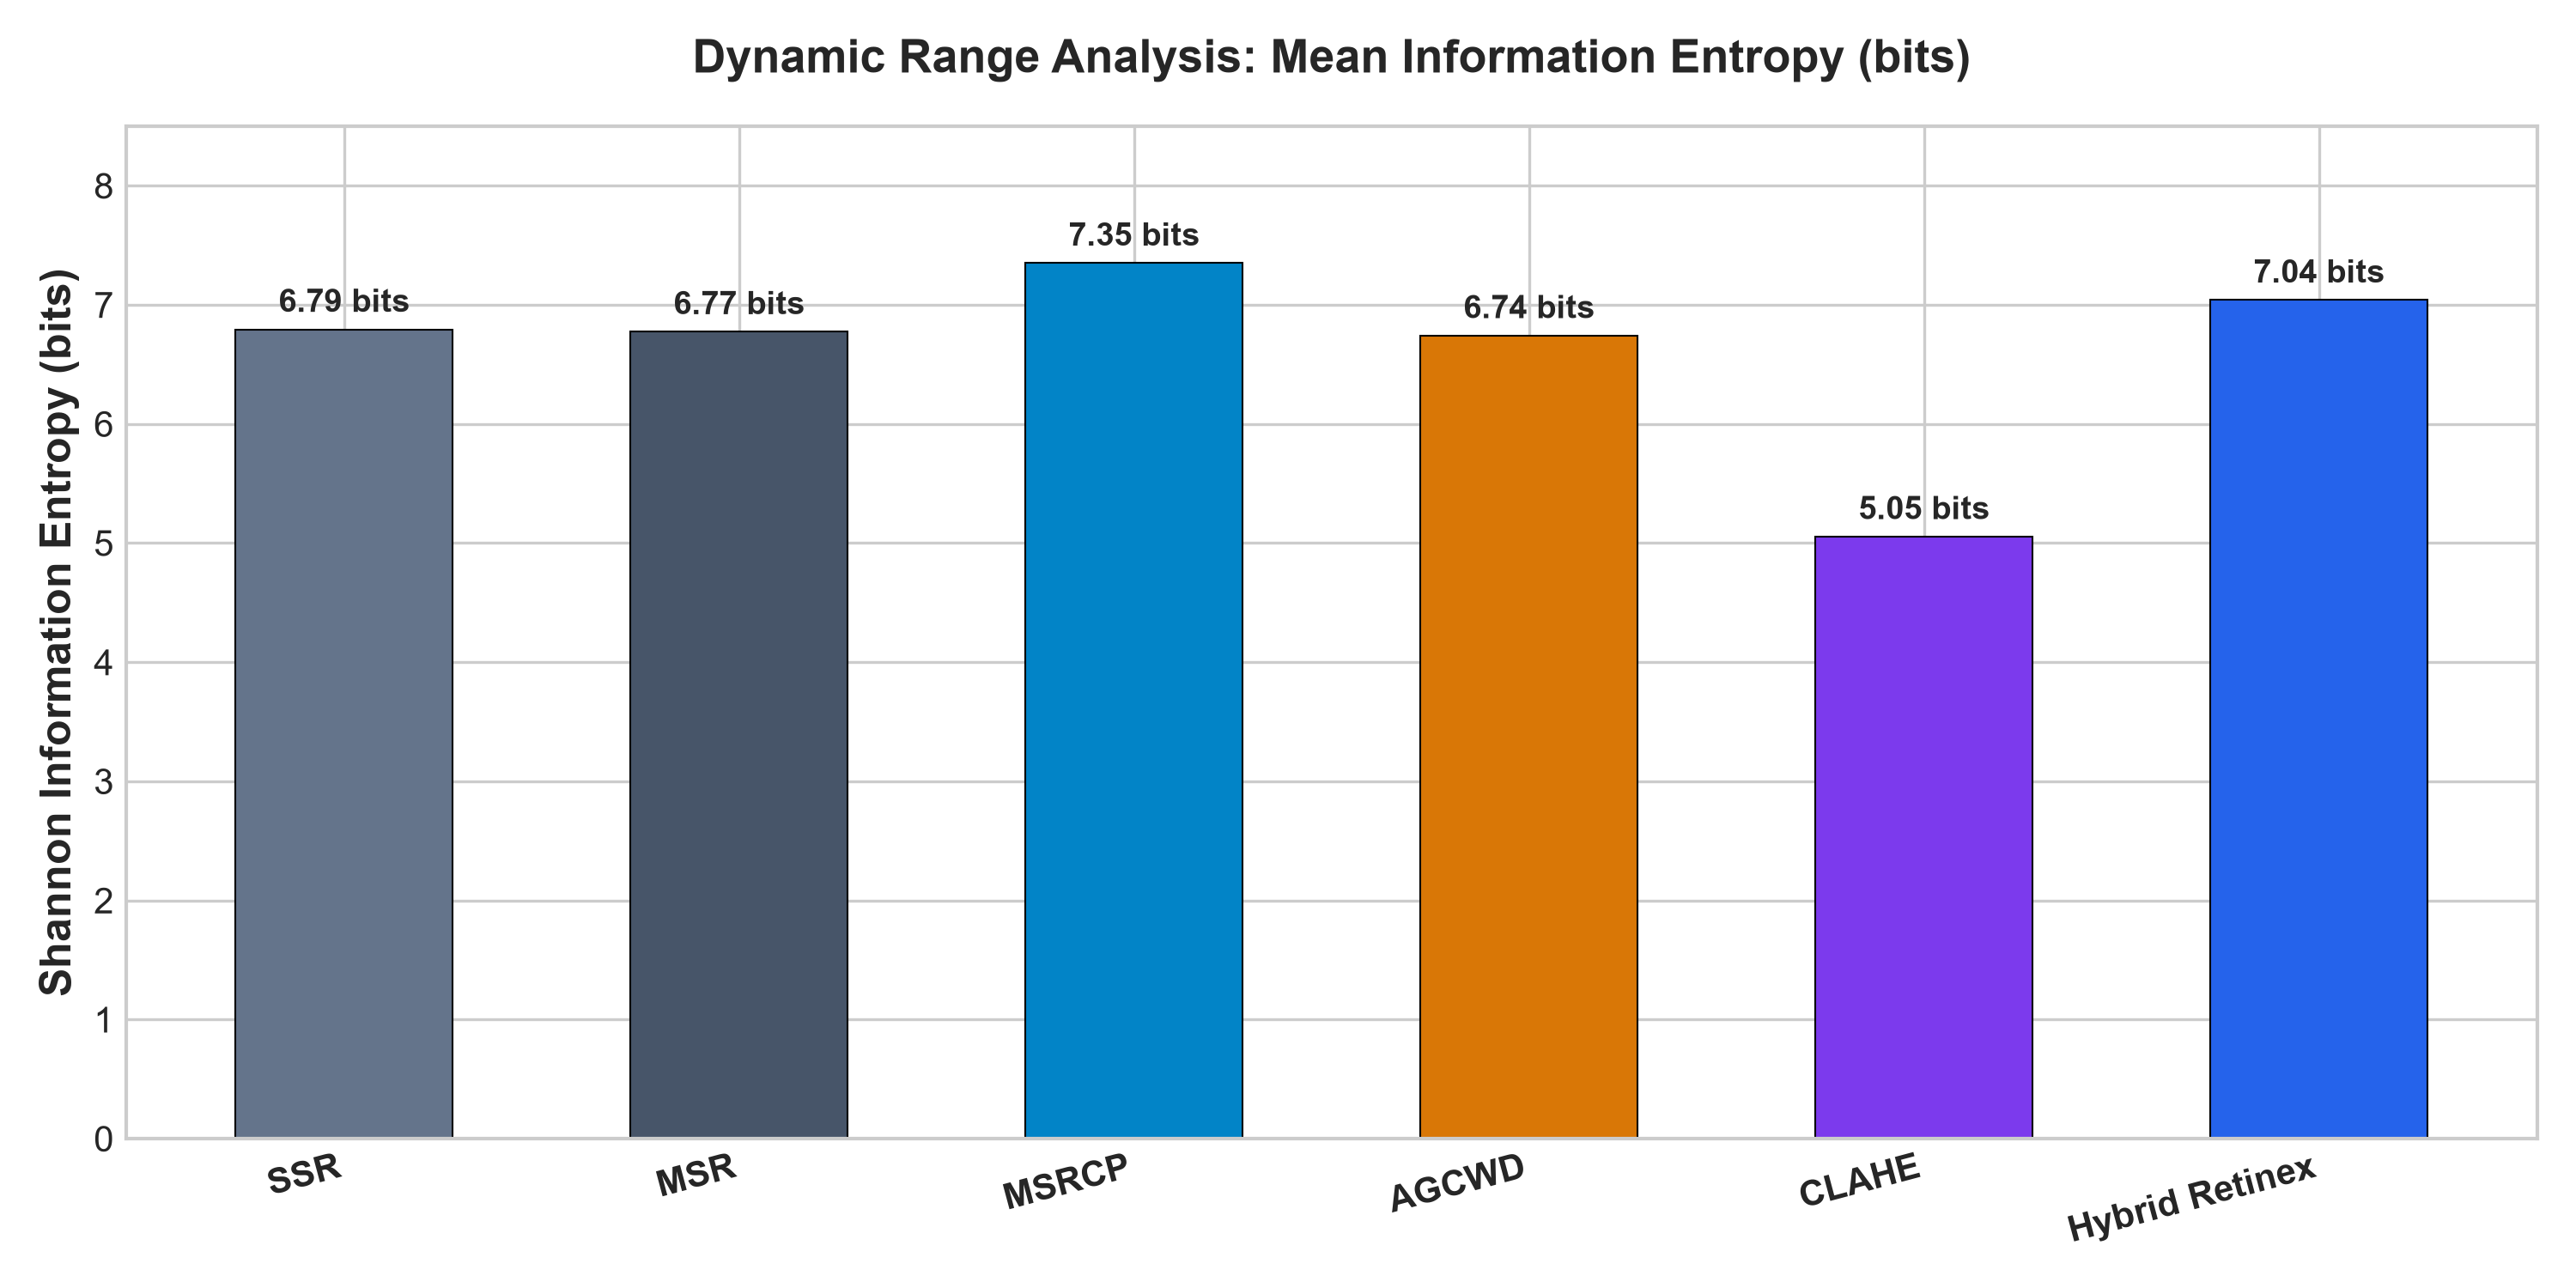 Dynamic Range Analysis: Mean Information Entropy (bits)
Shannon Information Entropy (bits)
8
7
6
5
4
3
2
1
0
6.79 bits
6.77 bits
7.35 bits
6.74 bits
5.05 bits
7.04 bits
SSR
MSR
MSRCP
AGCWD
CLAHE
Hybrid Retinex